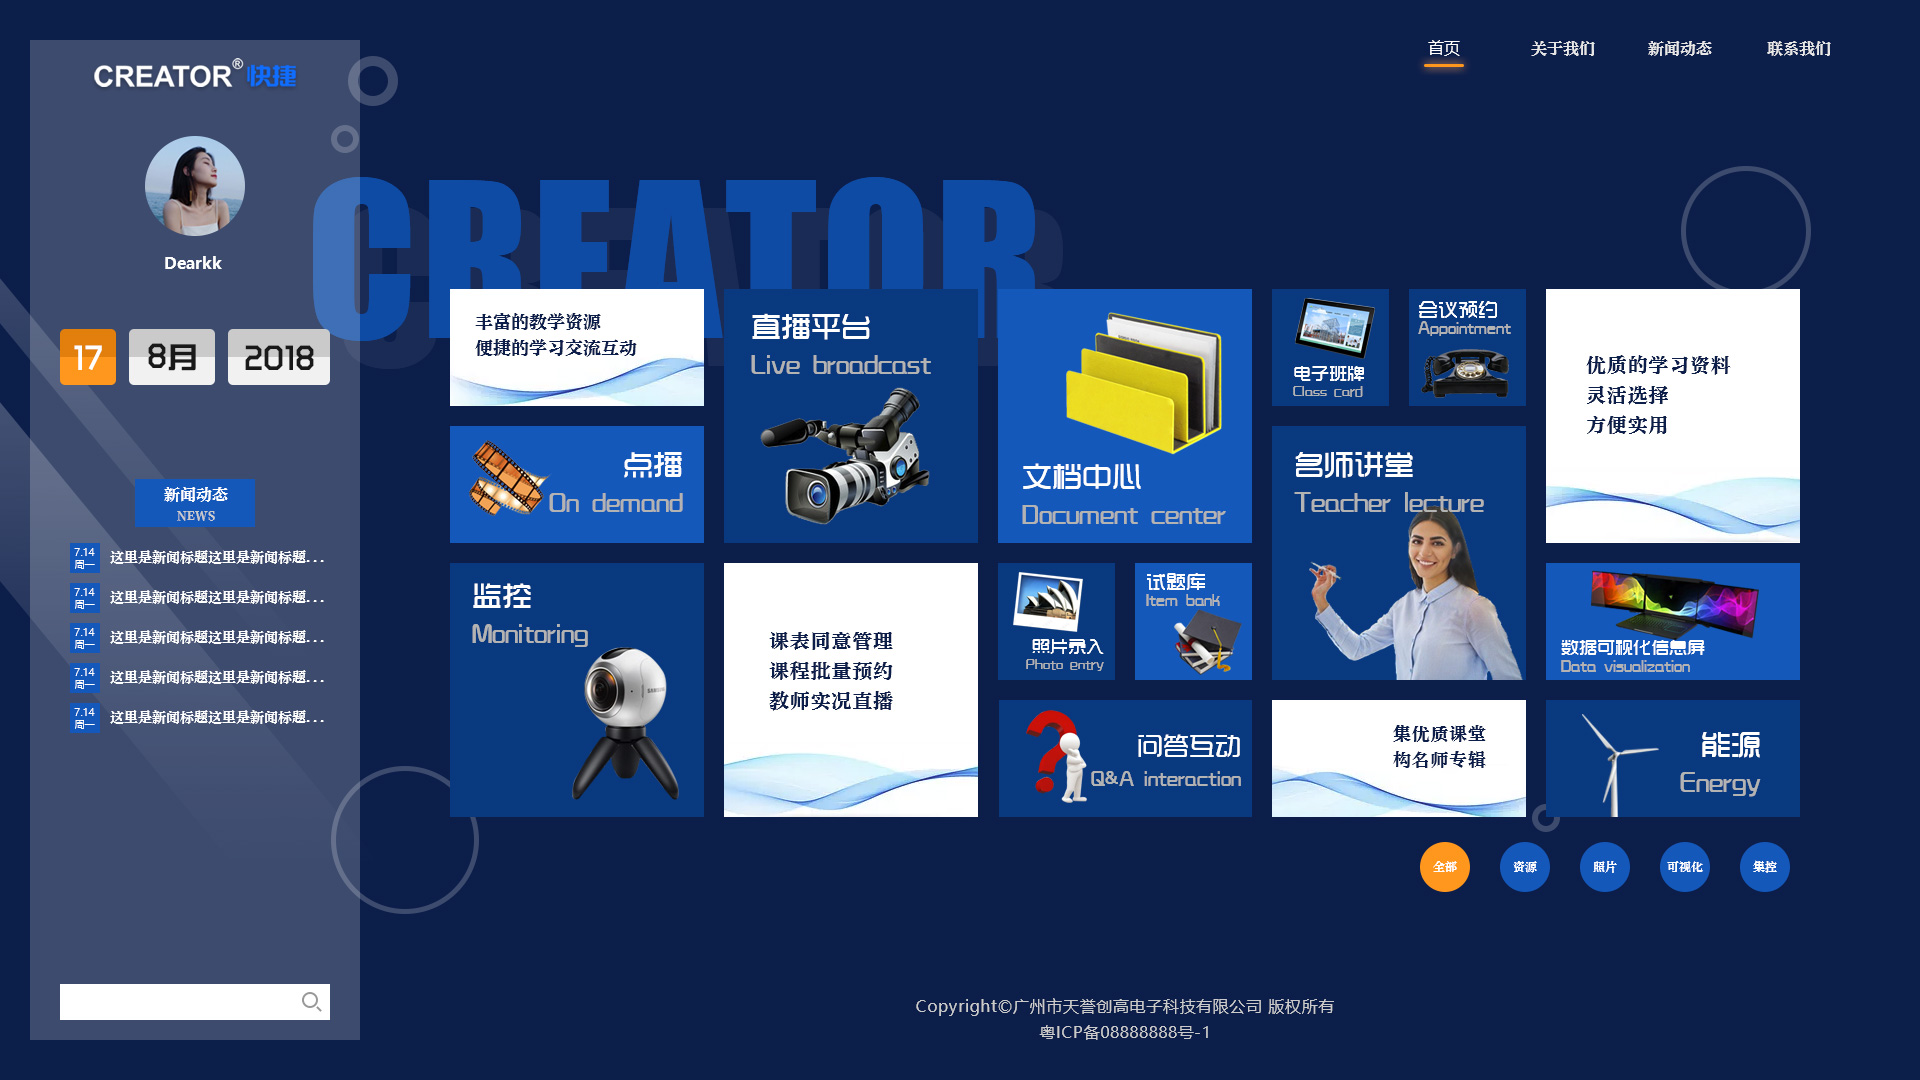 CREATOR® 快捷
首页
关于我们
新闻动态
联系我们
CREATOR
Dearkk
17
8月
2018
新闻动态
NEWS
7.14
周一
这里是新闻标题这里是新闻标题...
7.14
周一
这里是新闻标题这里是新闻标题...
7.14
周一
这里是新闻标题这里是新闻标题...
7.14
周一
这里是新闻标题这里是新闻标题...
7.14
周一
这里是新闻标题这里是新闻标题...
丰富的教学资源
便捷的学习交流互动
直播平台
Live broadcast
文档中心
Document center
电子班牌
Class card
会议预约
Appointment
优质的学习资料
灵活选择
方便实用
点播
On demand
名师讲堂
Teacher lecture
监控
Monitoring
课表同意管理
课程批量预约
教师实况直播
照片录入
Photo entry
试题库
Item bank
数据可视化信息屏
Data visualization
问答互动
Q&A interaction
集优质课堂
构名师专辑
能源
Energy
全部
资源
照片
可视化
集控
Copyright©广州市天誉创高电子科技有限公司 版权所有
粤ICP备08888888号-1